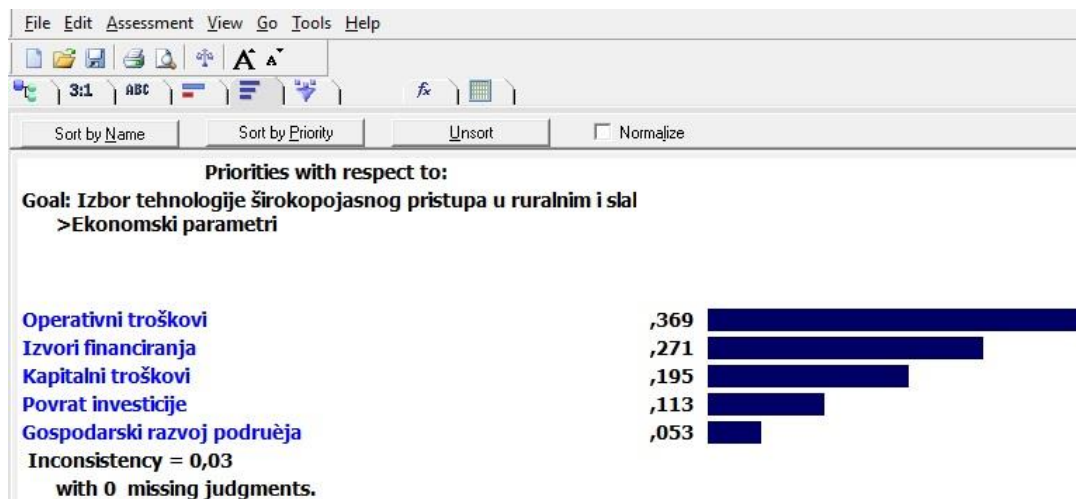 File Edit Assessment View Go Tools Help
A A
3:1 ABC fx
Sort by Name Sort by Priority Unsort Normalize
Priorities with respect to:
Goal: Izbor tehnologije širokopojasnog pristupa u ruralnim i slal
>Ekonomski parametri
Operativni troškovi ,369
Izvori financiranja ,271
Kapitalni troškovi ,195
Povrat investicije ,113
Gospodarski razvoj podruèja ,053
Inconsistency = 0,03
with 0 missing judgments.